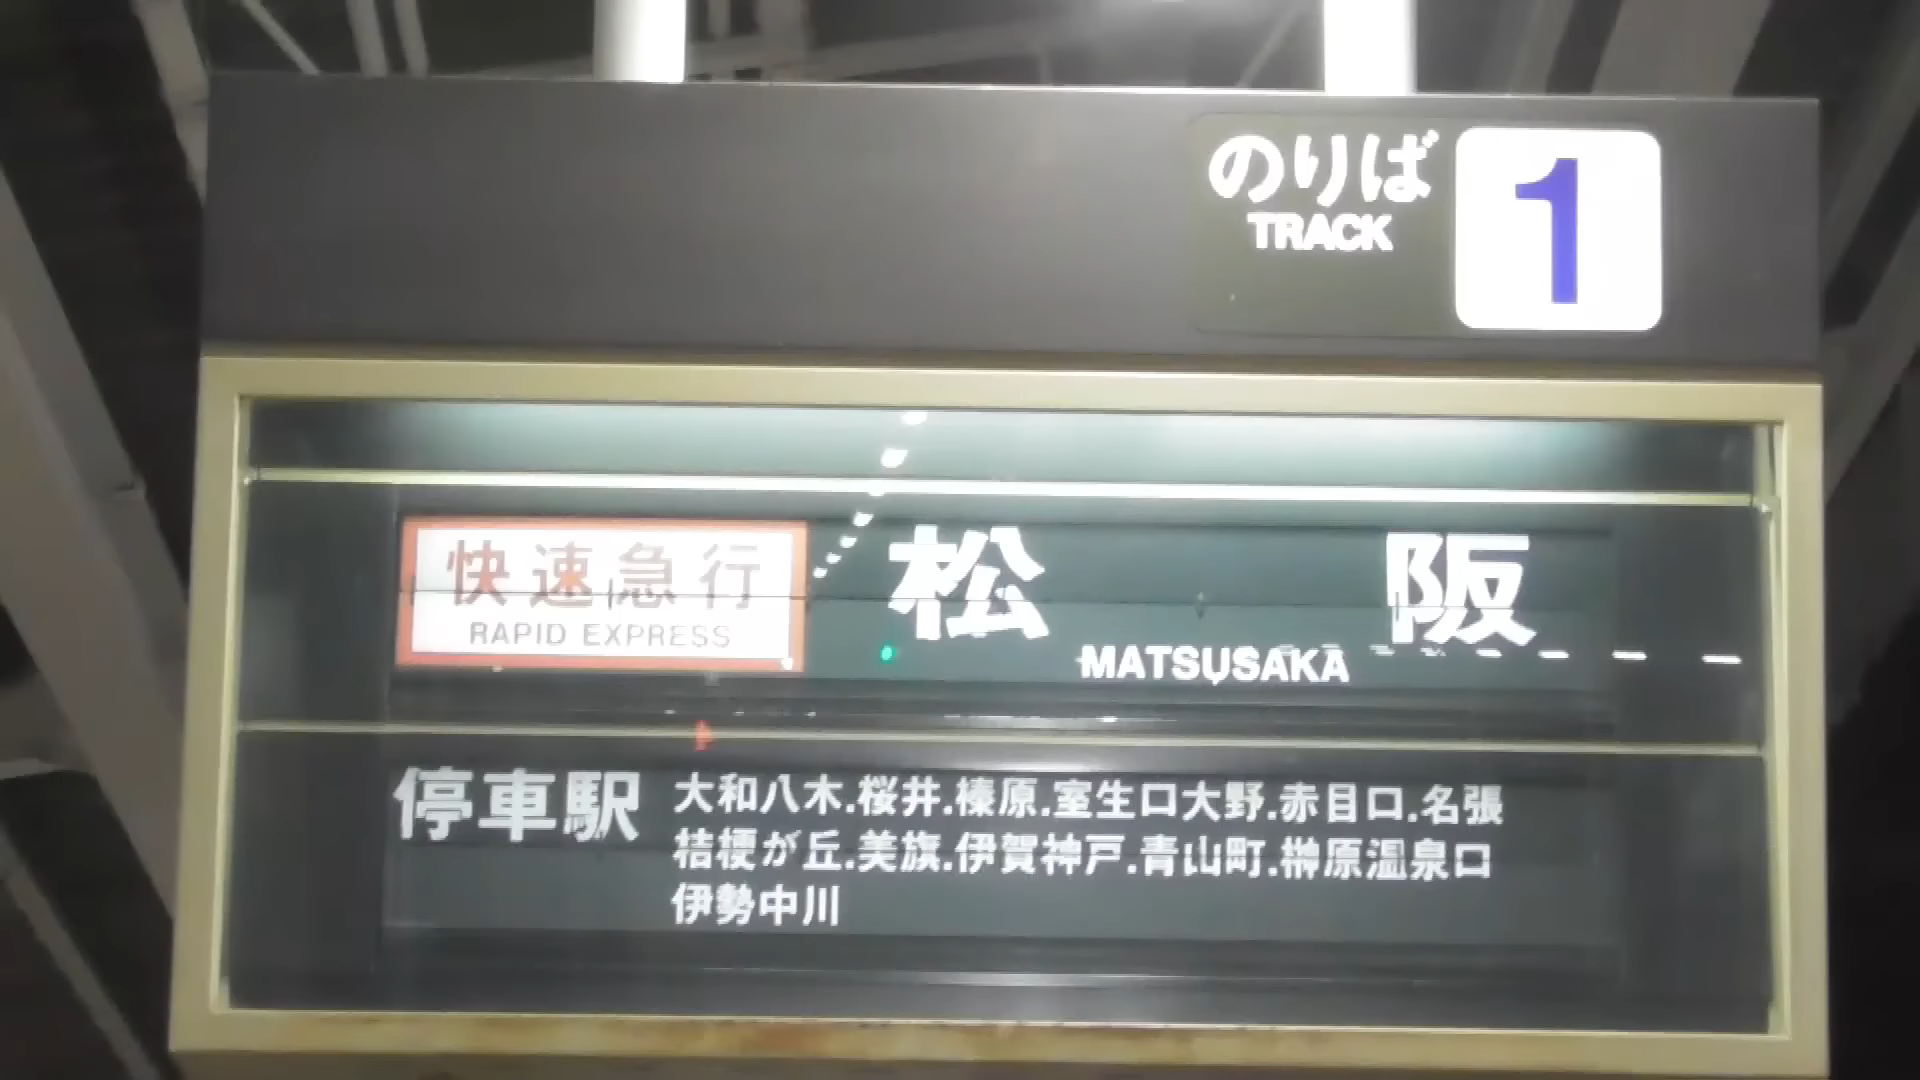 のりば
TRACK
1
快速急行
RAPID EXPRESS
松阪
MATSUSAKA
停車駅
大和八木.桜井.榛原.室生口大野.赤目口.名張
桔梗が丘.美旗.伊賀神戸.青山町.榊原温泉口
伊勢中川